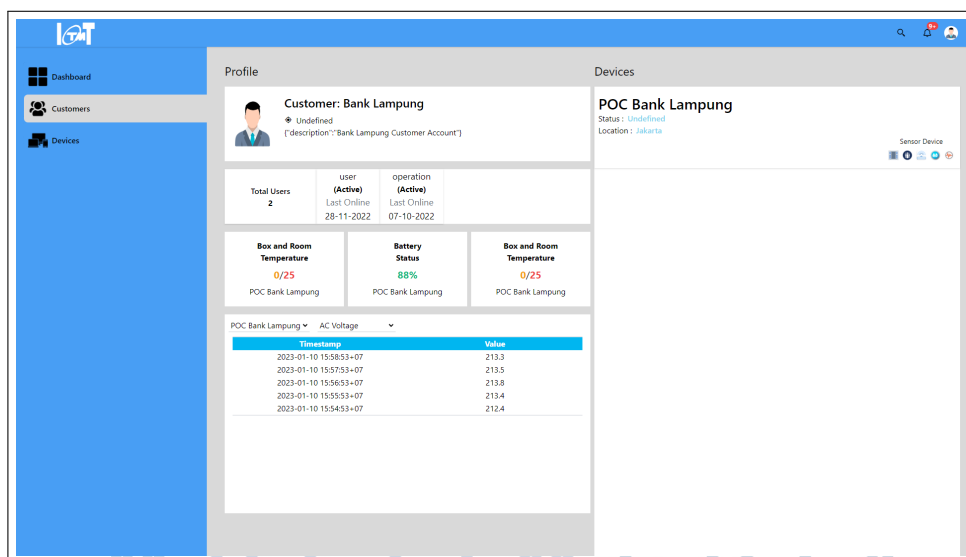 ITMT
9+
Dashboard
Customers
Devices
Profile
Customer: Bank Lampung
Undefined
{"description":"Bank Lampung Customer Account"}
Total Users
2
user
(Active)
Last Online
28-11-2022
operation
(Active)
Last Online
07-10-2022
Box and Room
Temperature
0/25
POC Bank Lampung
Battery
Status
88%
POC Bank Lampung
Box and Room
Temperature
0/25
POC Bank Lampung
POC Bank Lampung AC Voltage
Timestamp Value
2023-01-10 15:58:53+07 213.3
2023-01-10 15:57:53+07 213.5
2023-01-10 15:56:53+07 213.8
2023-01-10 15:55:53+07 213.4
2023-01-10 15:54:53+07 212.4
Devices
POC Bank Lampung
Status : Undefined
Location : Jakarta
Sensor Device